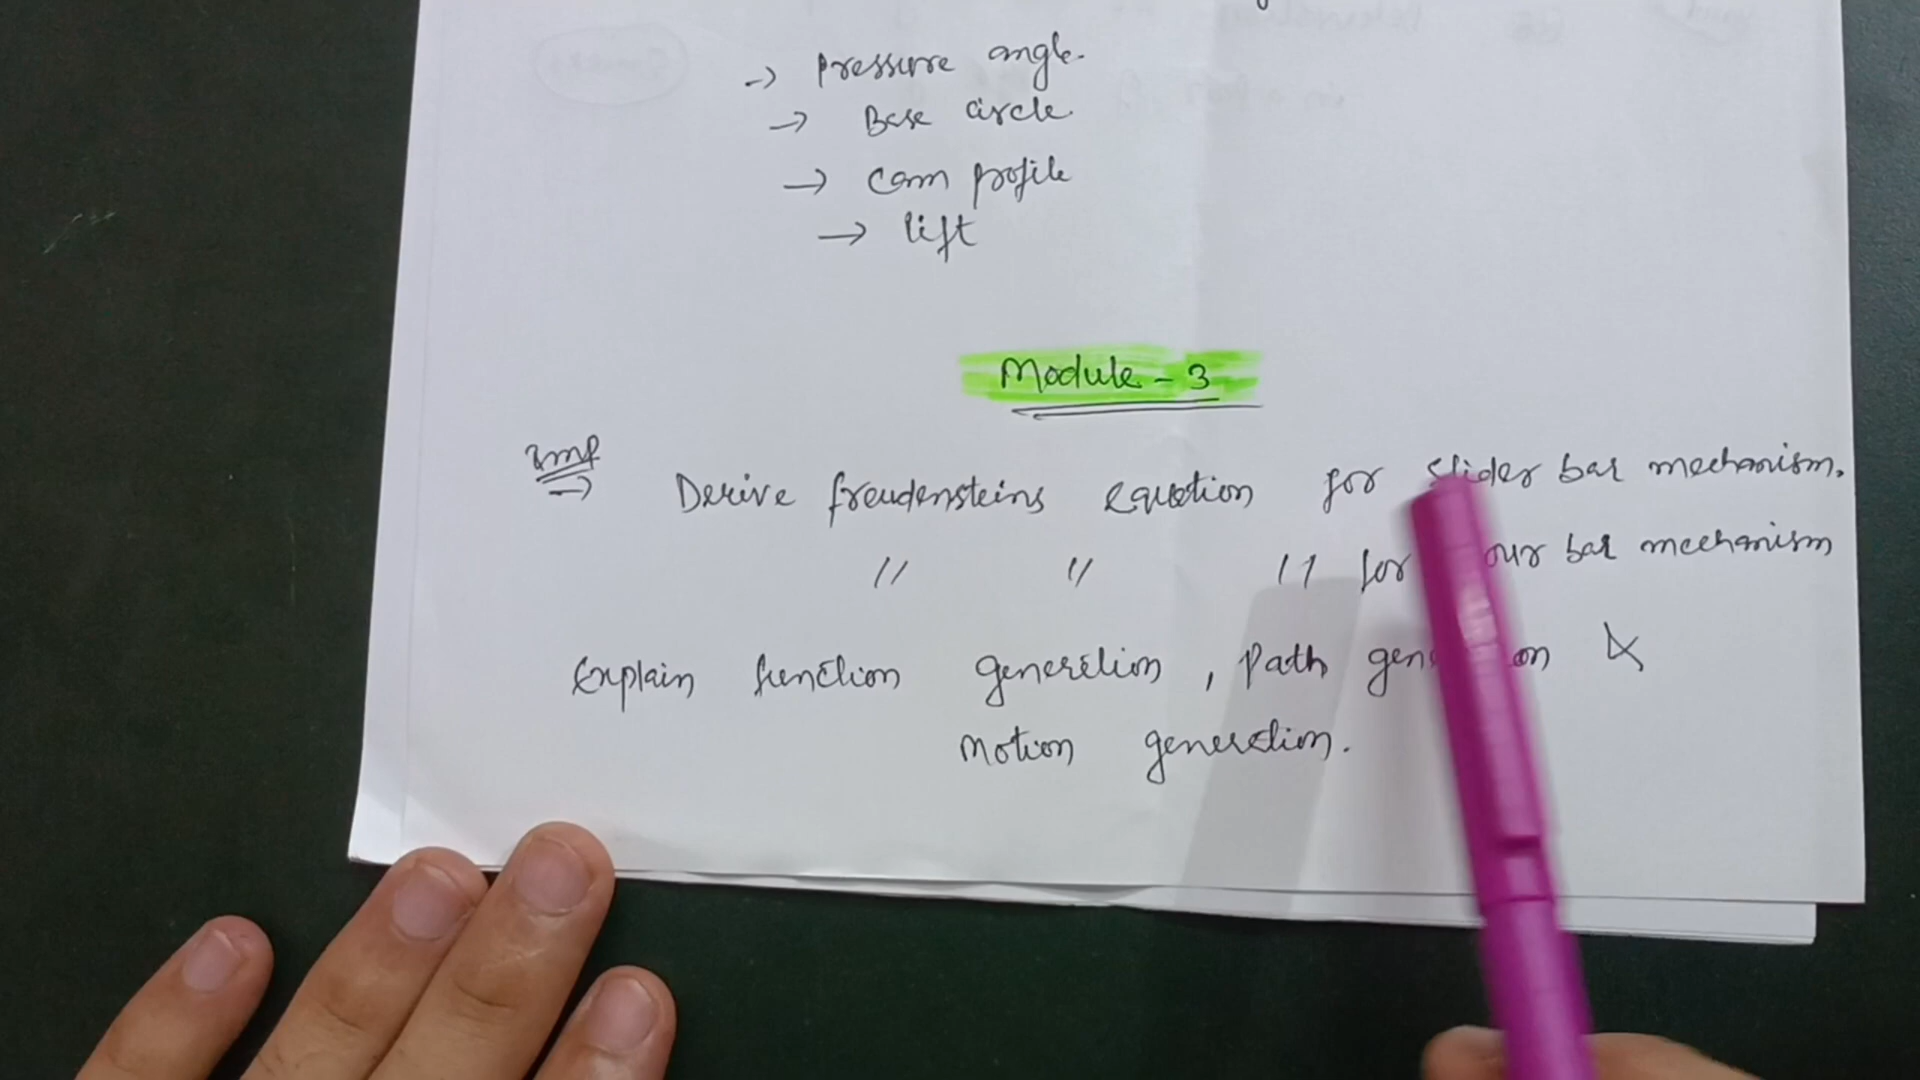 -> pressure angle.
-> Base circle.
-> Cam profile
-> lift
Module - 3
Imp
-> Derive freudensteins equation for slider bar mechanism.
" " " for our bar mechanism
Explain function generation, path gen on &
Motion generation.